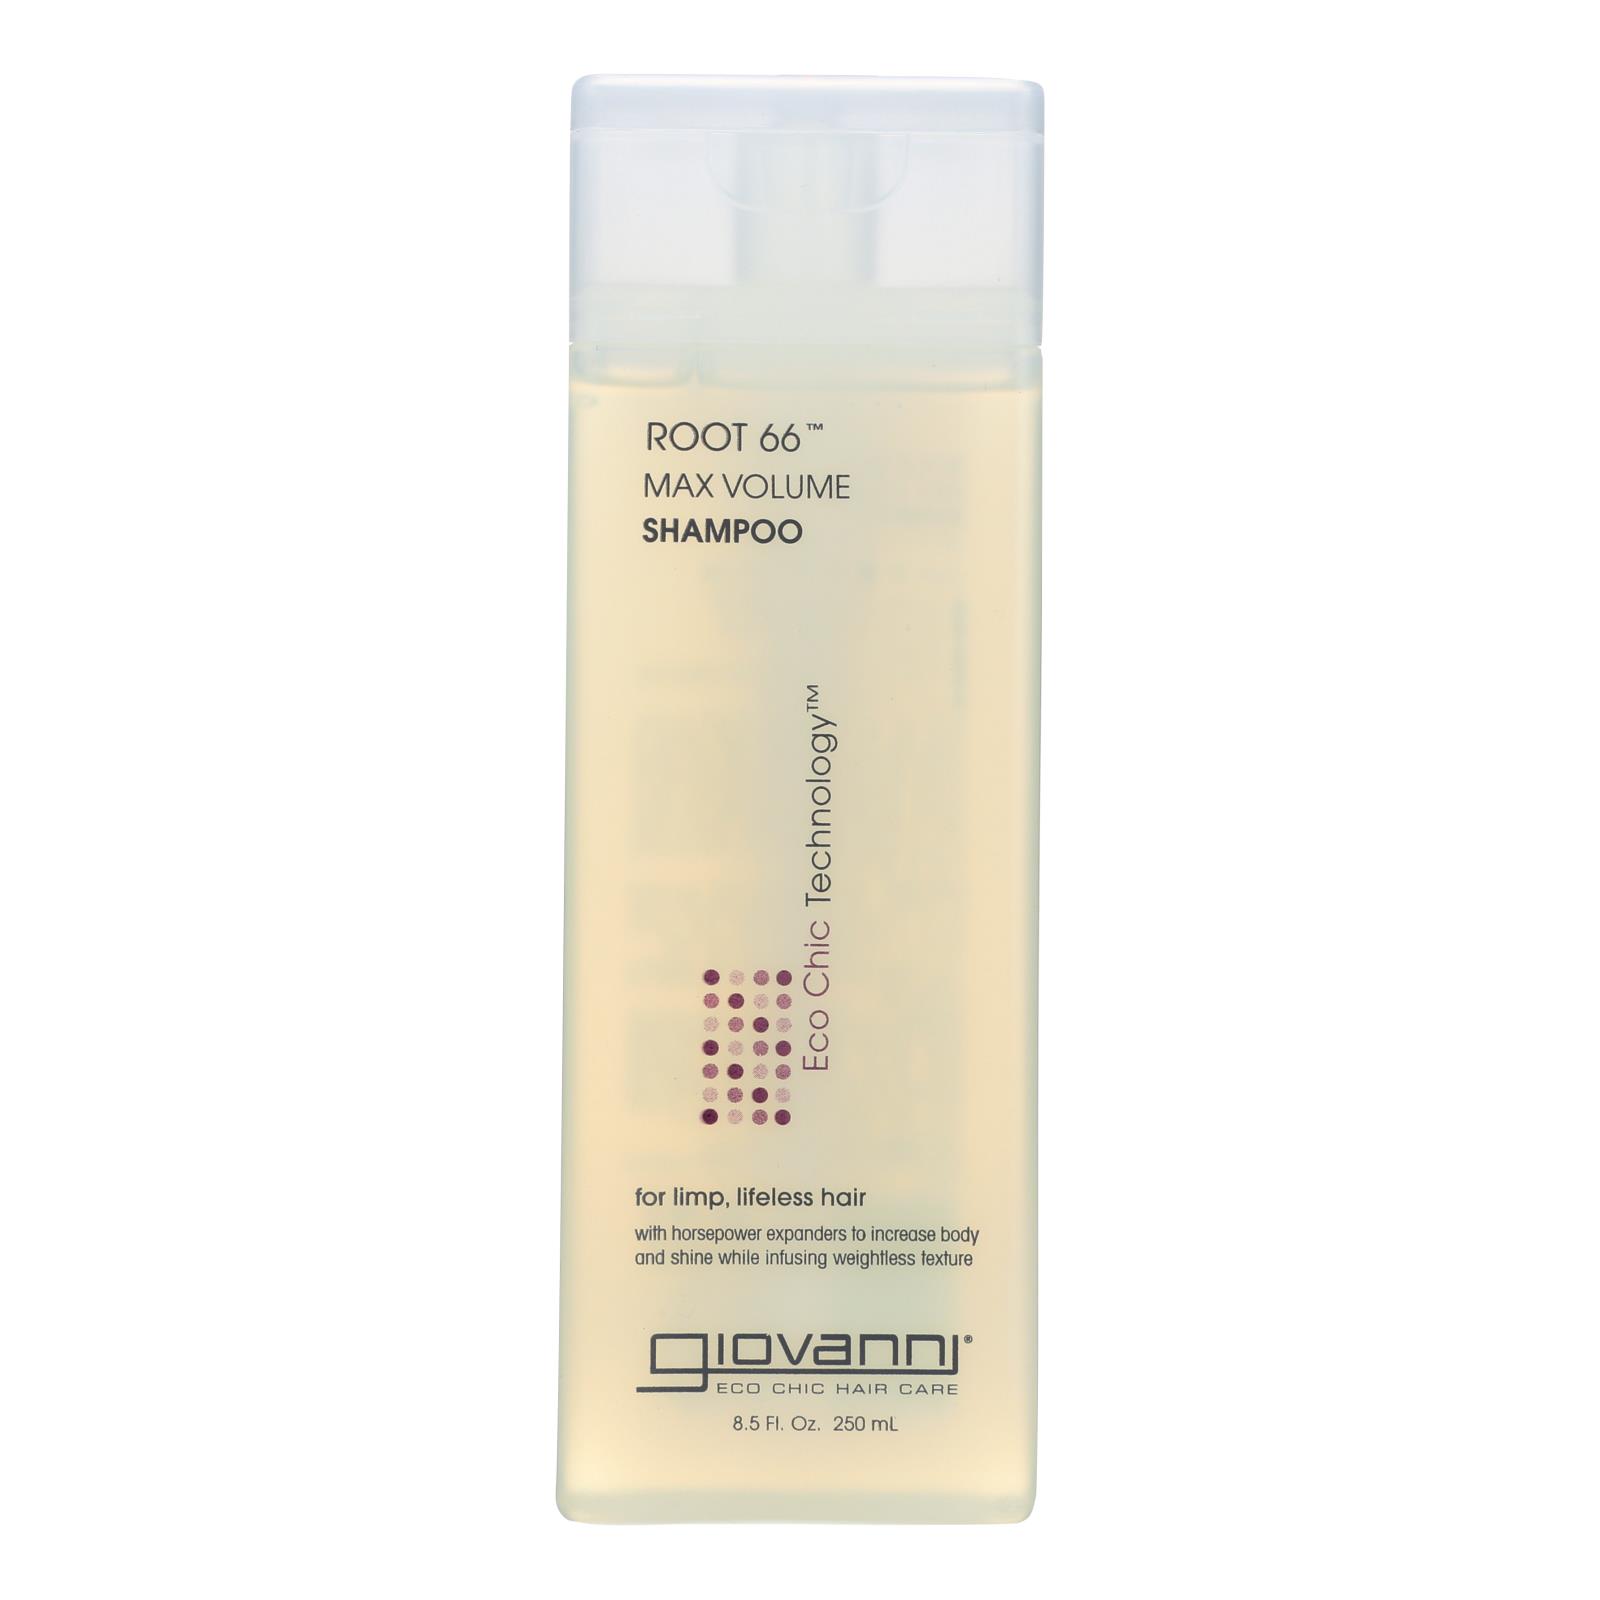 ROOT 66™
MAX VOLUME
SHAMPOO
Eco Chic Technology™
for limp, lifeless hair
with horsepower expanders to increase body
and shine while infusing weightless texture
giovanni®
ECO CHIC HAIR CARE
8.5 Fl. Oz. 250 mL